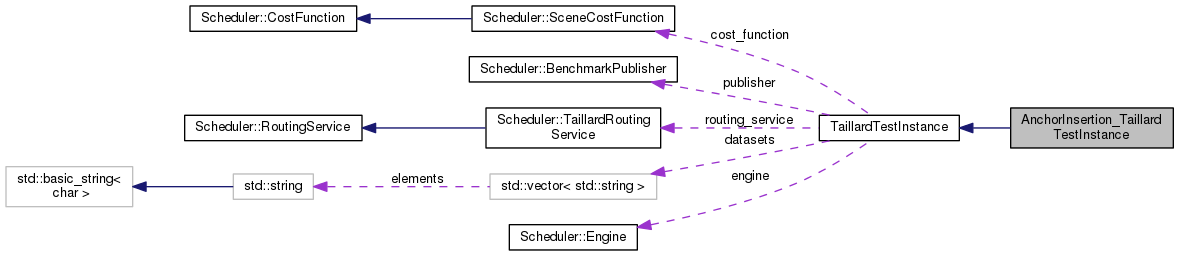 Scheduler::CostFunction
Scheduler::SceneCostFunction
cost_function
Scheduler::BenchmarkPublisher
publisher
Scheduler::RoutingService
Scheduler::TaillardRouting
Service
routing_service
TaillardTestInstance
AnchorInsertion_Taillard
TestInstance
datasets
std::basic_string<
char >
std::string
elements
std::vector< std::string >
engine
Scheduler::Engine